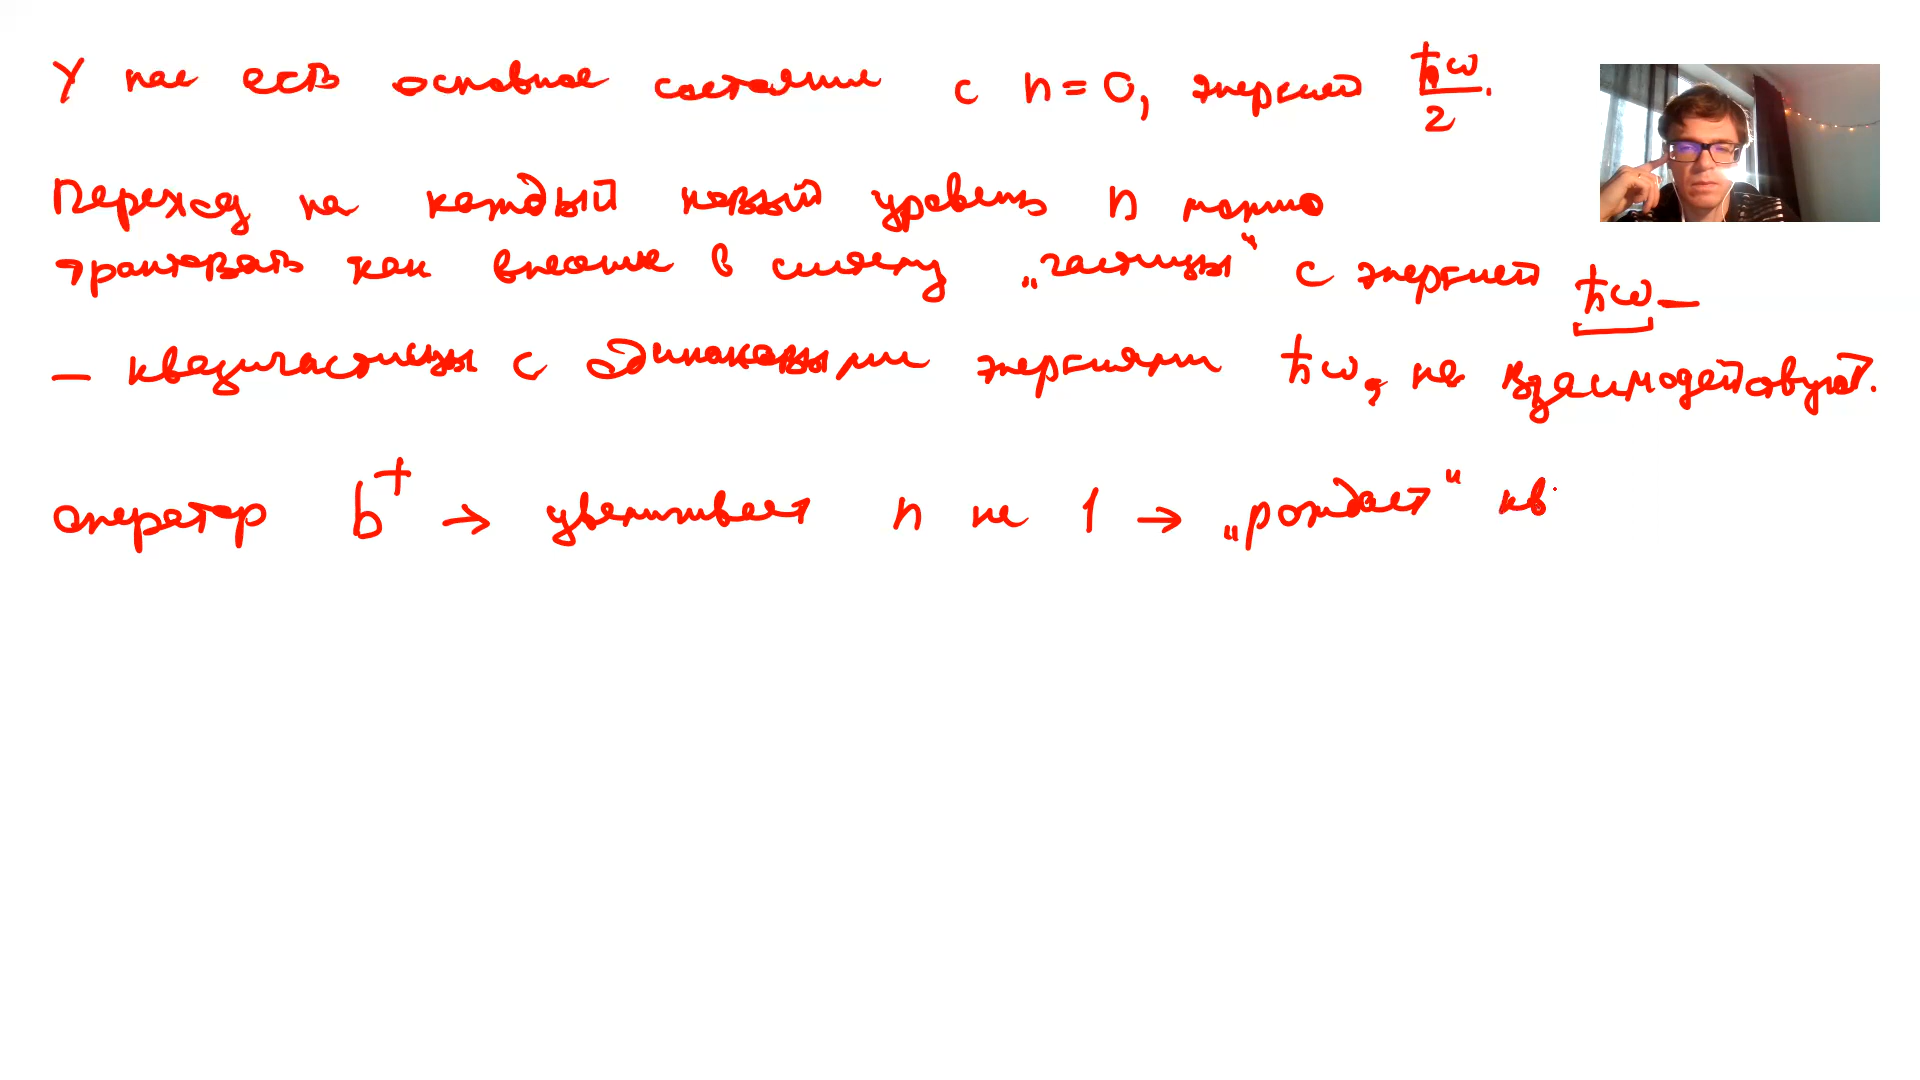 У нас есть основное состояние с n = 0, энергией ħω/2.
Переход на каждый новый уровень n можно
трактовать как внесение в систему „частицы“ с энергией ħω –
– квазичастицы с одинаковыми энергиями ħω, не взаимодействуют.
оператор b⁺ → увеличивает n на 1 → „рождает“ кв